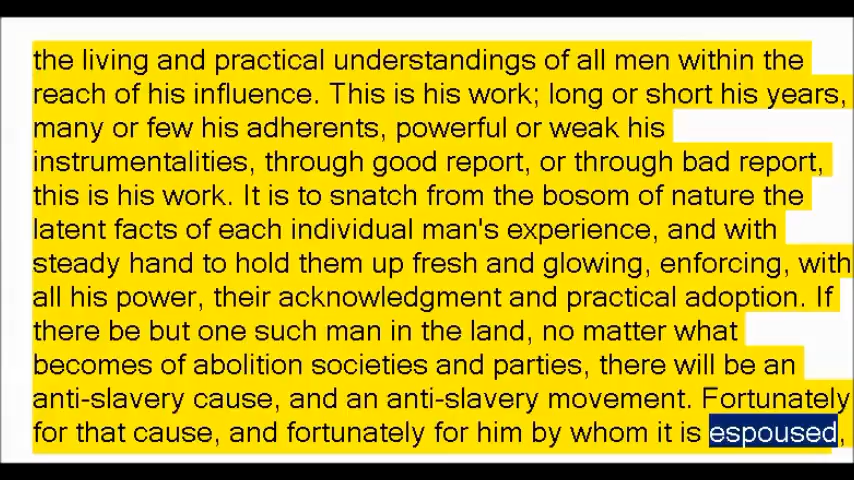 the living and practical understandings of all men within the
reach of his influence. This is his work; long or short his years,
many or few his adherents, powerful or weak his
instrumentalities, through good report, or through bad report,
this is his work. It is to snatch from the bosom of nature the
latent facts of each individual man's experience, and with
steady hand to hold them up fresh and glowing, enforcing, with
all his power, their acknowledgment and practical adoption. If
there be but one such man in the land, no matter what
becomes of abolition societies and parties, there will be an
anti-slavery cause, and an anti-slavery movement. Fortunately
for that cause, and fortunately for him by whom it is espoused,